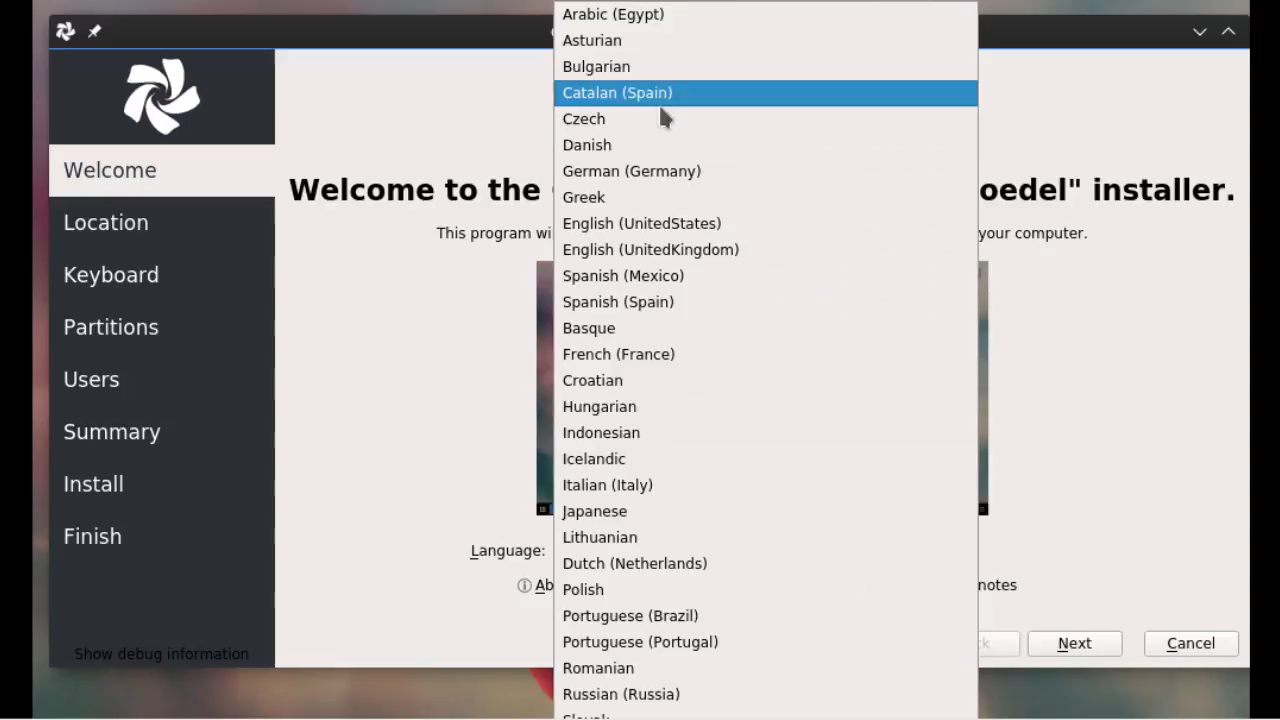 Welcome
Location
Keyboard
Partitions
Users
Summary
Install
Finish
Show debug information
Welcome to the
oedel" installer.
This program wi
your computer.
Arabic (Egypt)
Asturian
Bulgarian
Catalan (Spain)
Czech
Danish
German (Germany)
Greek
English (UnitedStates)
English (UnitedKingdom)
Spanish (Mexico)
Spanish (Spain)
Basque
French (France)
Croatian
Hungarian
Indonesian
Icelandic
Italian (Italy)
Japanese
Lithuanian
Dutch (Netherlands)
Polish
Portuguese (Brazil)
Portuguese (Portugal)
Romanian
Russian (Russia)
Language:
Ab
notes
Next
Cancel